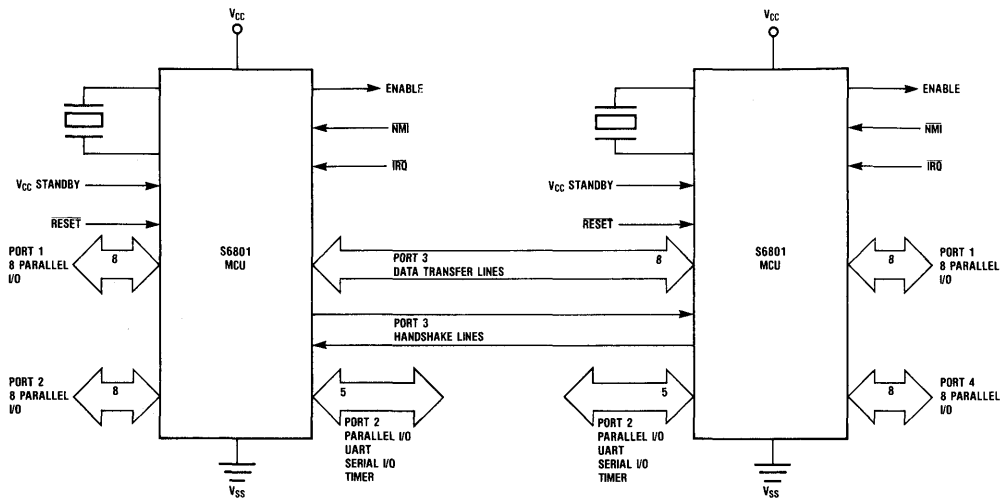 VCC
ENABLE
NMI
IRQ
VCC STANDBY
RESET
PORT 1
8 PARALLEL
I/O
8
S6801
MCU
PORT 2
8 PARALLEL
I/O
8
PORT 3
DATA TRANSFER LINES
8
PORT 3
HANDSHAKE LINES
5
PORT 2
PARALLEL I/O
UART
SERIAL I/O
TIMER
VSS
VCC
ENABLE
NMI
IRQ
VCC STANDBY
RESET
S6801
MCU
8
PORT 1
8 PARALLEL
I/O
8
PORT 4
8 PARALLEL
I/O
5
PORT 2
PARALLEL I/O
UART
SERIAL I/O
TIMER
VSS